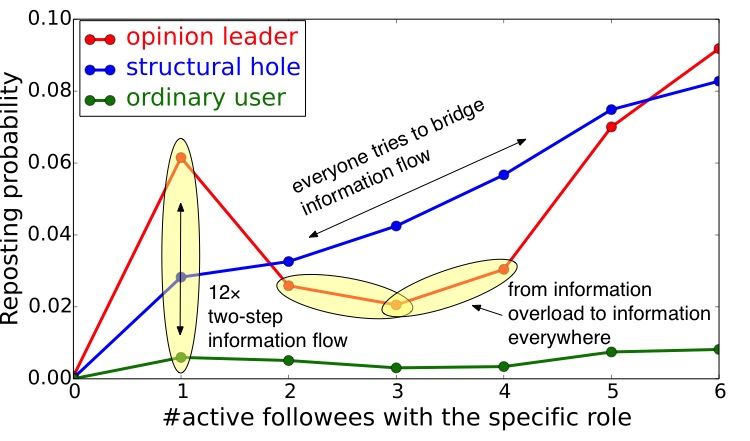 0.10
0.08
0.06
0.04
0.02
0.00
Reposting probability
opinion leader
structural hole
ordinary user
everyone tries to bridge
information flow
12×
two-step
information flow
from information
overload to information
everywhere
0 1 2 3 4 5 6
#active followees with the specific role